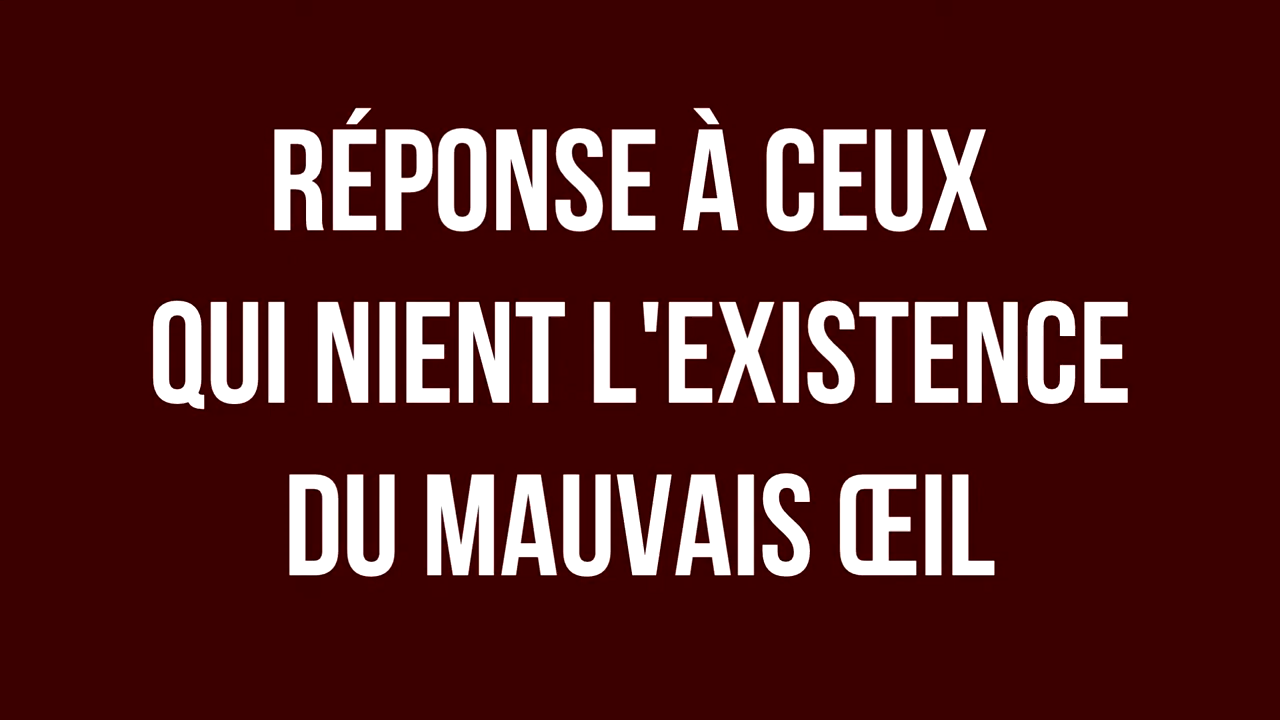 RÉPONSE À CEUX
QUI NIENT L'EXISTENCE
DU MAUVAIS ŒIL